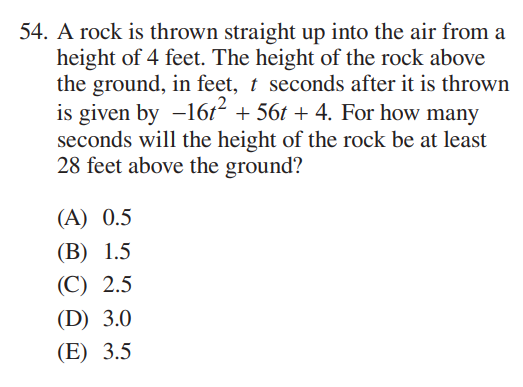 54. A rock is thrown straight up into the air from a
height of 4 feet. The height of the rock above
the ground, in feet, t seconds after it is thrown
is given by −16t² + 56t + 4. For how many
seconds will the height of the rock be at least
28 feet above the ground?
(A) 0.5
(B) 1.5
(C) 2.5
(D) 3.0
(E) 3.5